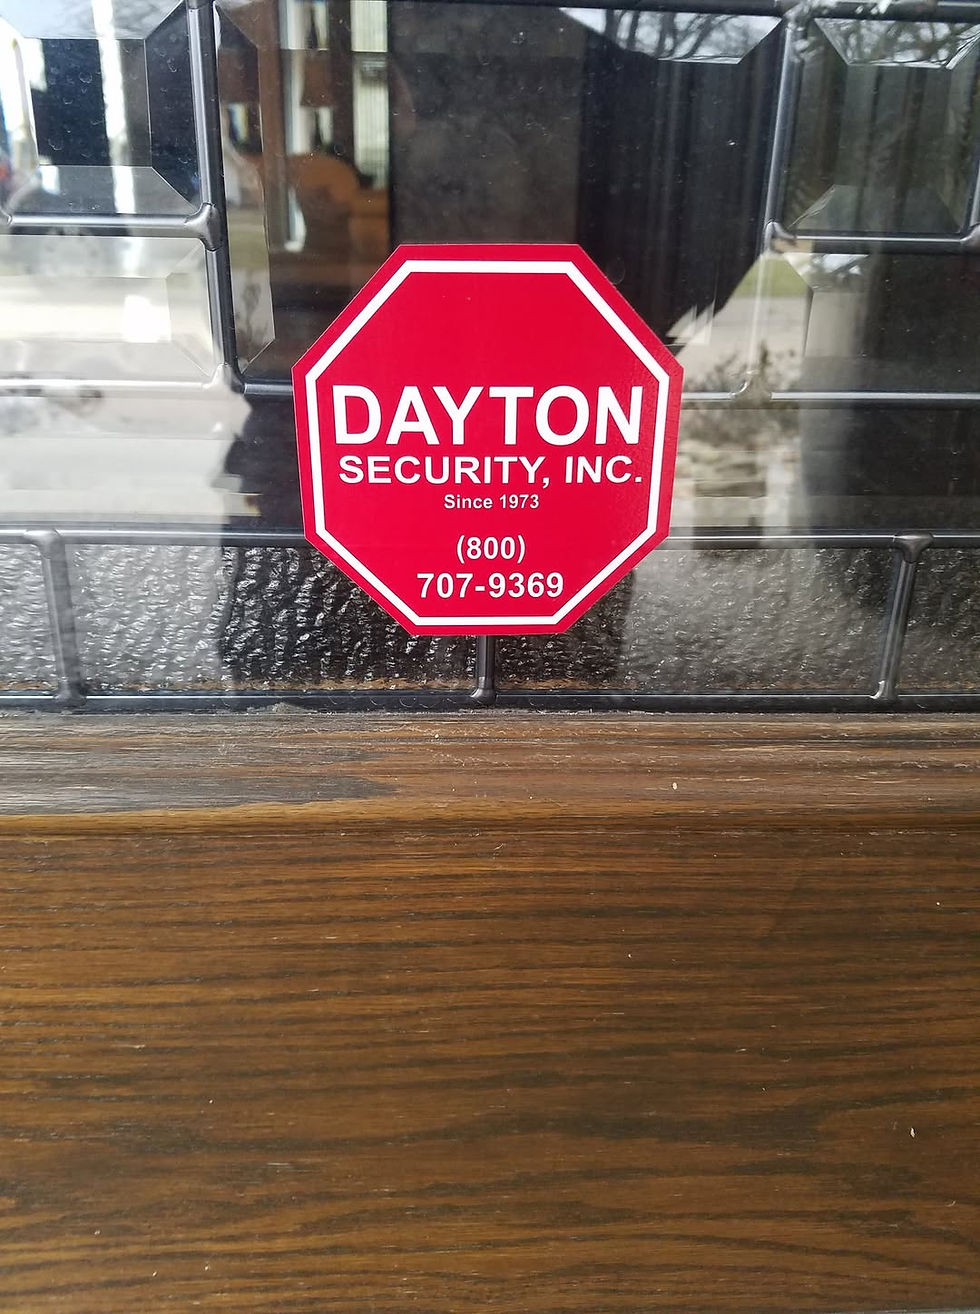 DAYTON
SECURITY, INC.
Since 1973
(800)
707-9369